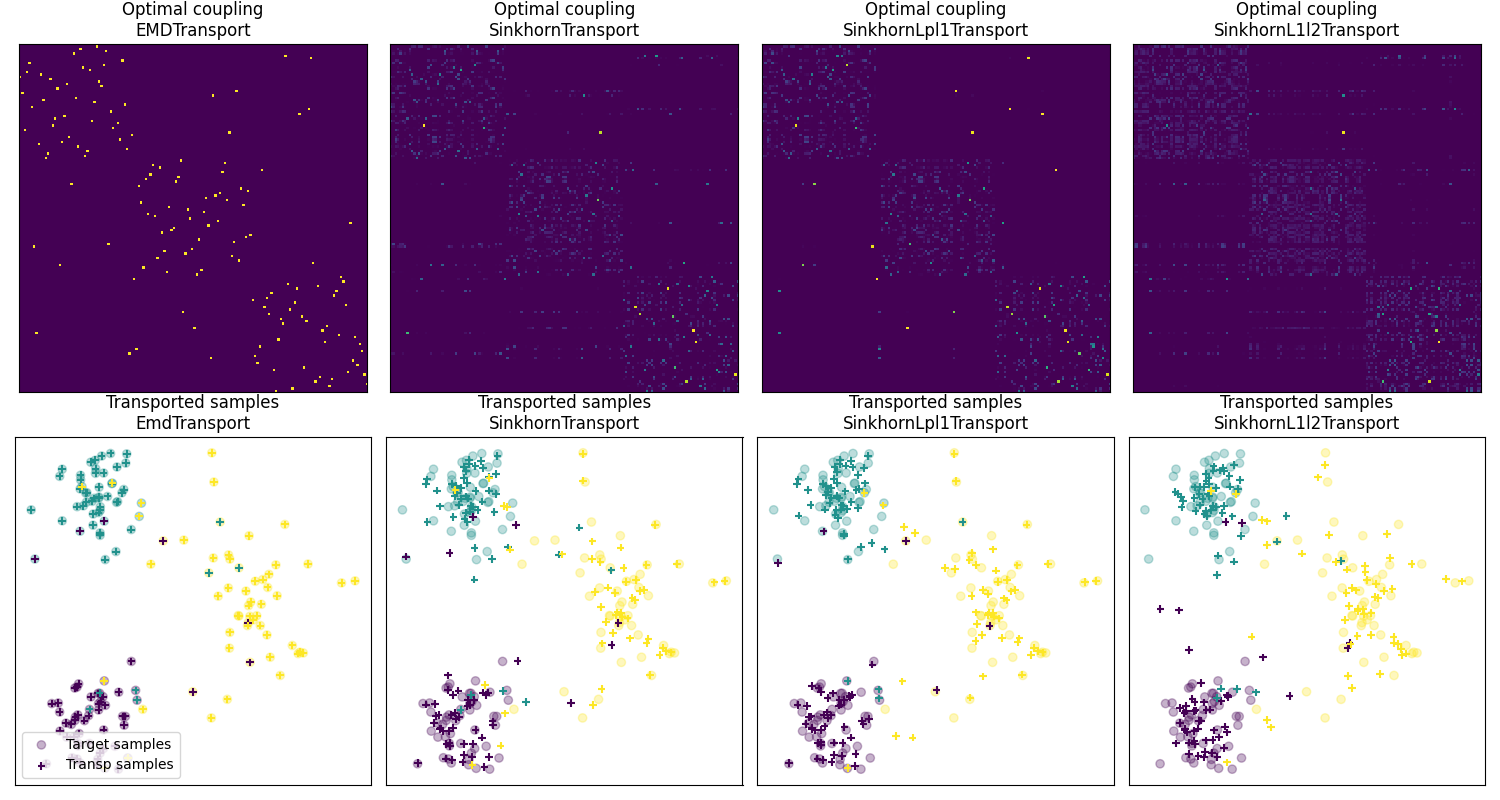 Optimal coupling
EMDTransport
Optimal coupling
SinkhornTransport
Optimal coupling
SinkhornLpl1Transport
Optimal coupling
SinkhornL1l2Transport
Transported samples
EmdTransport
Transported samples
SinkhornTransport
Transported samples
SinkhornLpl1Transport
Transported samples
SinkhornL1l2Transport
Target samples
Transp samples